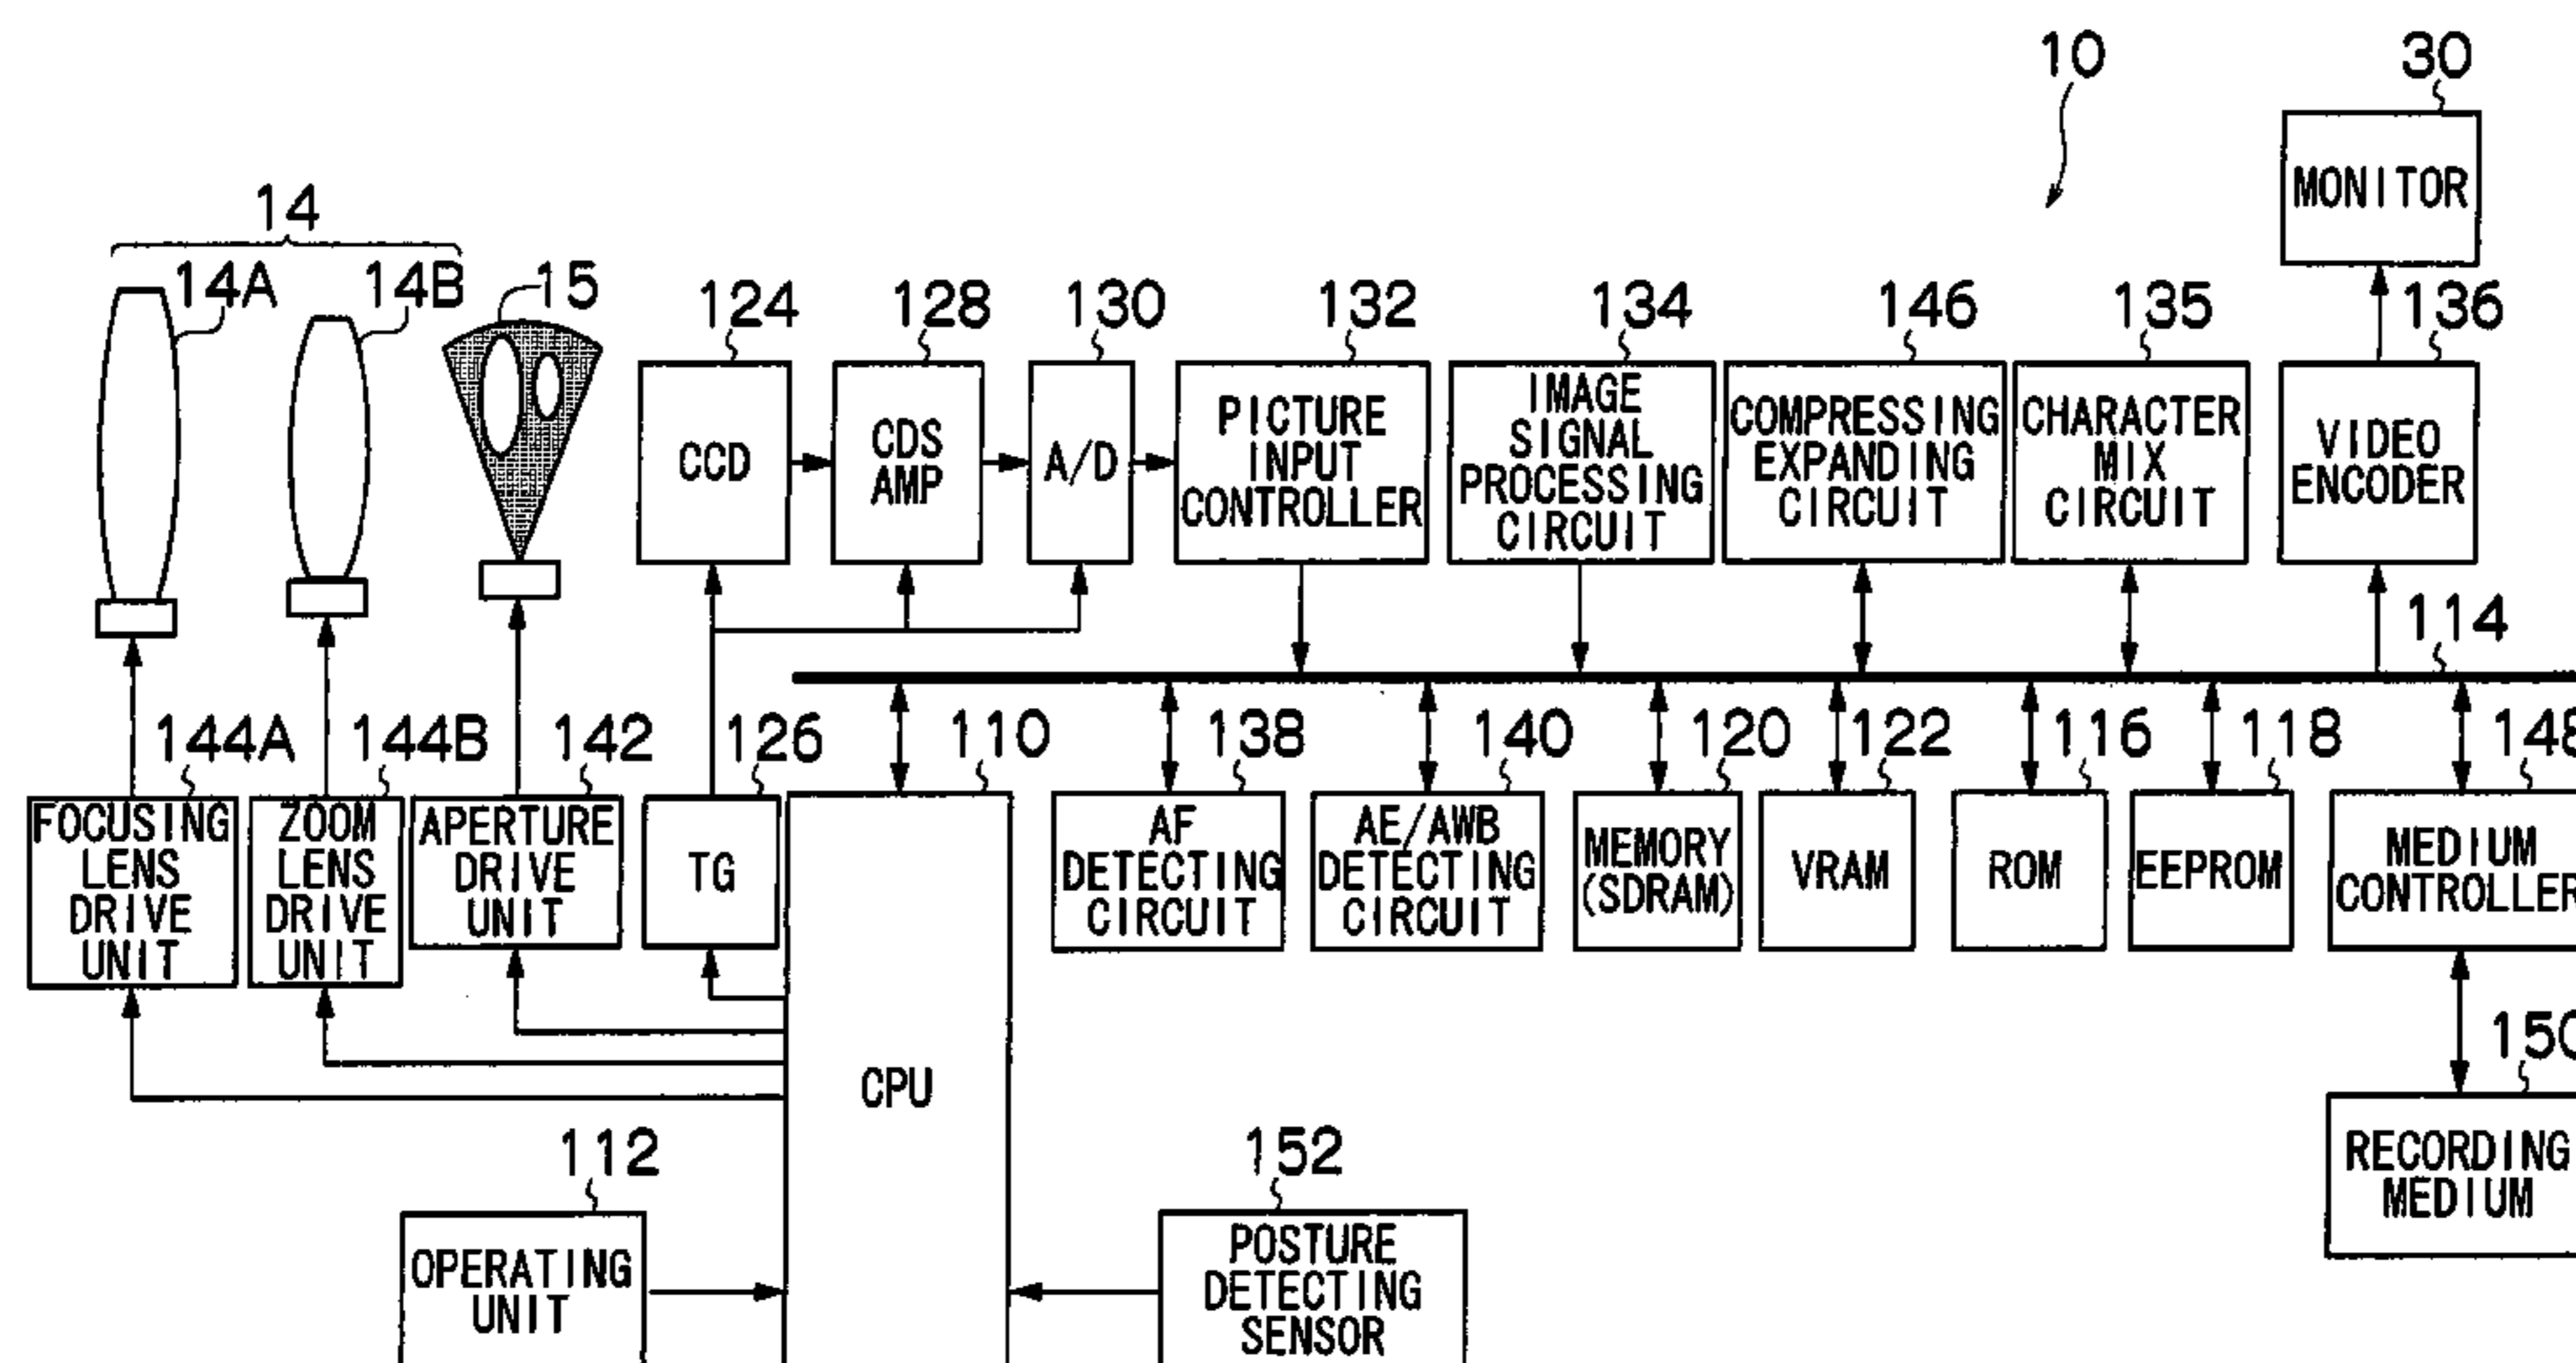 10
30
MONITOR
14
14A
14B
15
124
128
130
132
134
146
135
136
CCD
CDS
AMP
A/D
PICTURE
INPUT
CONTROLLER
IMAGE
SIGNAL
PROCESSING
CIRCUIT
COMPRESSING
EXPANDING
CIRCUIT
CHARACTER
MIX
CIRCUIT
VIDEO
ENCODER
114
144A
144B
142
126
110
138
140
120
122
116
118
148
FOCUSING
LENS
DRIVE
UNIT
ZOOM
LENS
DRIVE
UNIT
APERTURE
DRIVE
UNIT
TG
CPU
AF
DETECTING
CIRCUIT
AE/AWB
DETECTING
CIRCUIT
MEMORY
(SDRAM)
VRAM
ROM
EEPROM
MEDIUM
CONTROLLER
150
RECORDING
MEDIUM
112
OPERATING
UNIT
152
POSTURE
DETECTING
SENSOR